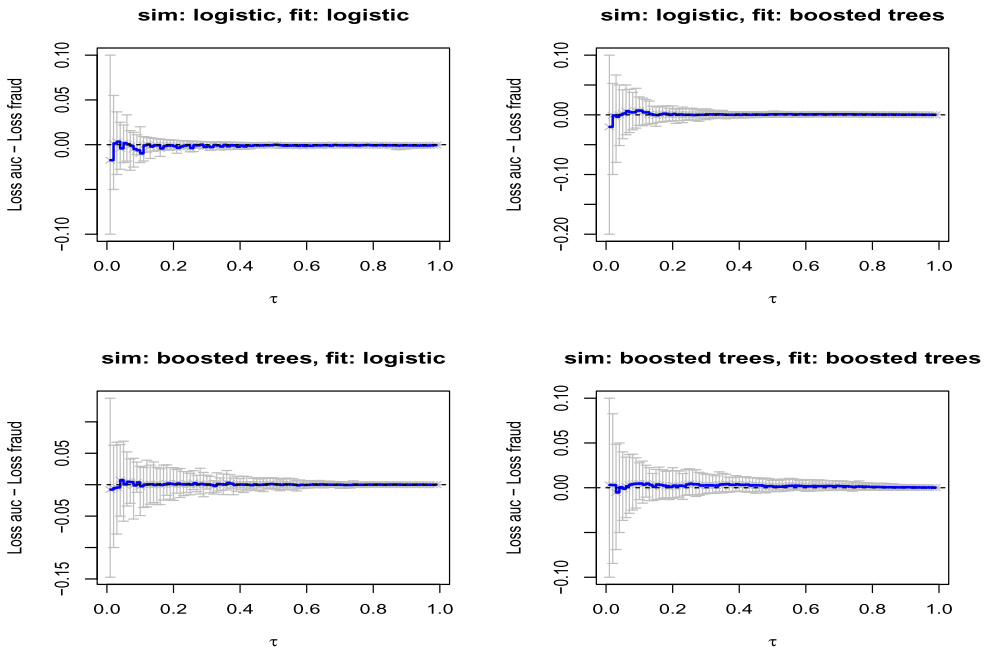 sim: logistic, fit: logistic
Loss auc − Loss fraud
0.10
0.05
0.00
−0.10
0.0 0.2 0.4 0.6 0.8 1.0
τ
sim: logistic, fit: boosted trees
Loss auc − Loss fraud
0.10
0.00
−0.10
−0.20
0.0 0.2 0.4 0.6 0.8 1.0
τ
sim: boosted trees, fit: logistic
Loss auc − Loss fraud
0.05
−0.05
−0.15
0.0 0.2 0.4 0.6 0.8 1.0
τ
sim: boosted trees, fit: boosted trees
Loss auc − Loss fraud
0.10
0.05
0.00
−0.10
0.0 0.2 0.4 0.6 0.8 1.0
τ